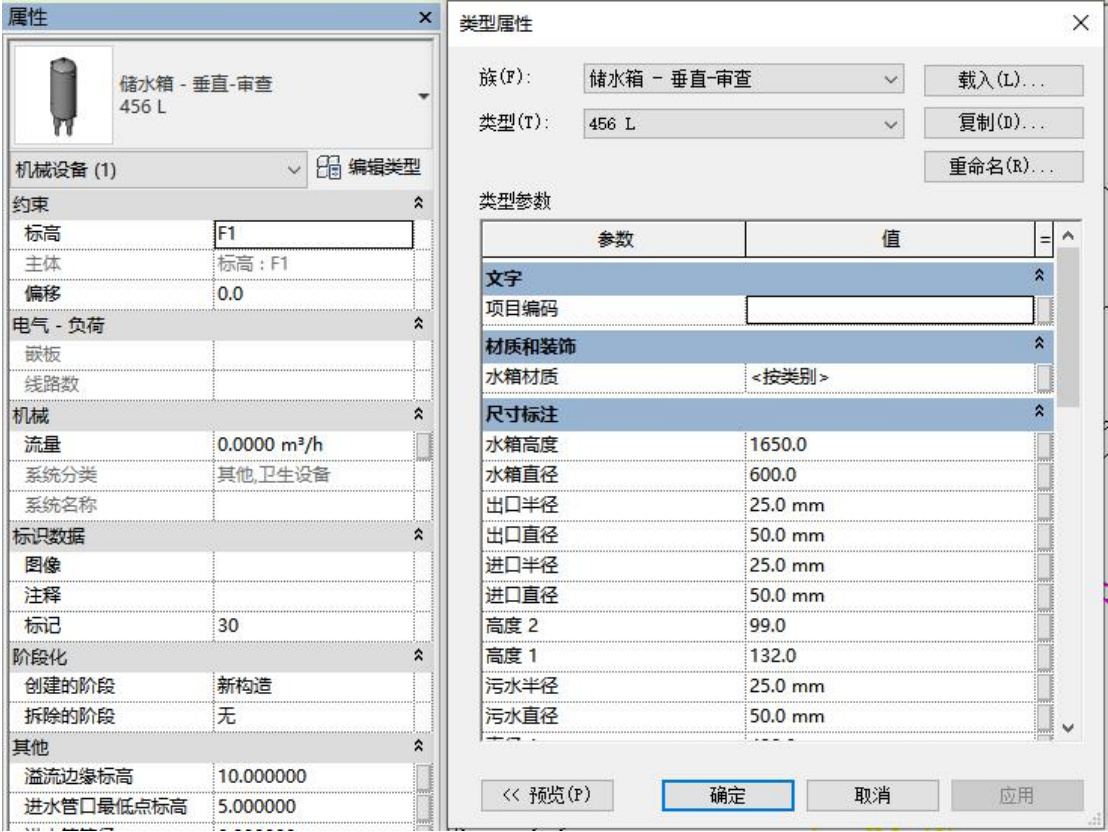 属性
储水箱 - 垂直-审查
456 L
机械设备 (1)
编辑类型
约束
标高 F1
主体 标高 : F1
偏移 0.0
电气 - 负荷
嵌板
线路数
机械
流量 0.0000 m³/h
系统分类 其他,卫生设备
系统名称
标识数据
图像
注释
标记 30
阶段化
创建的阶段 新构造
拆除的阶段 无
其他
溢流边缘标高 10.000000
进水管口最低点标高 5.000000
类型属性
族(F): 储水箱 - 垂直-审查 载入(L)...
类型(T): 456 L 复制(D)...
重命名(R)...
类型参数
参数 值 =
文字
项目编码
材质和装饰
水箱材质 <按类别>
尺寸标注
水箱高度 1650.0
水箱直径 600.0
出口半径 25.0 mm
出口直径 50.0 mm
进口半径 25.0 mm
进口直径 50.0 mm
高度 2 99.0
高度 1 132.0
污水半径 25.0 mm
污水直径 50.0 mm
<< 预览(P) 确定 取消 应用